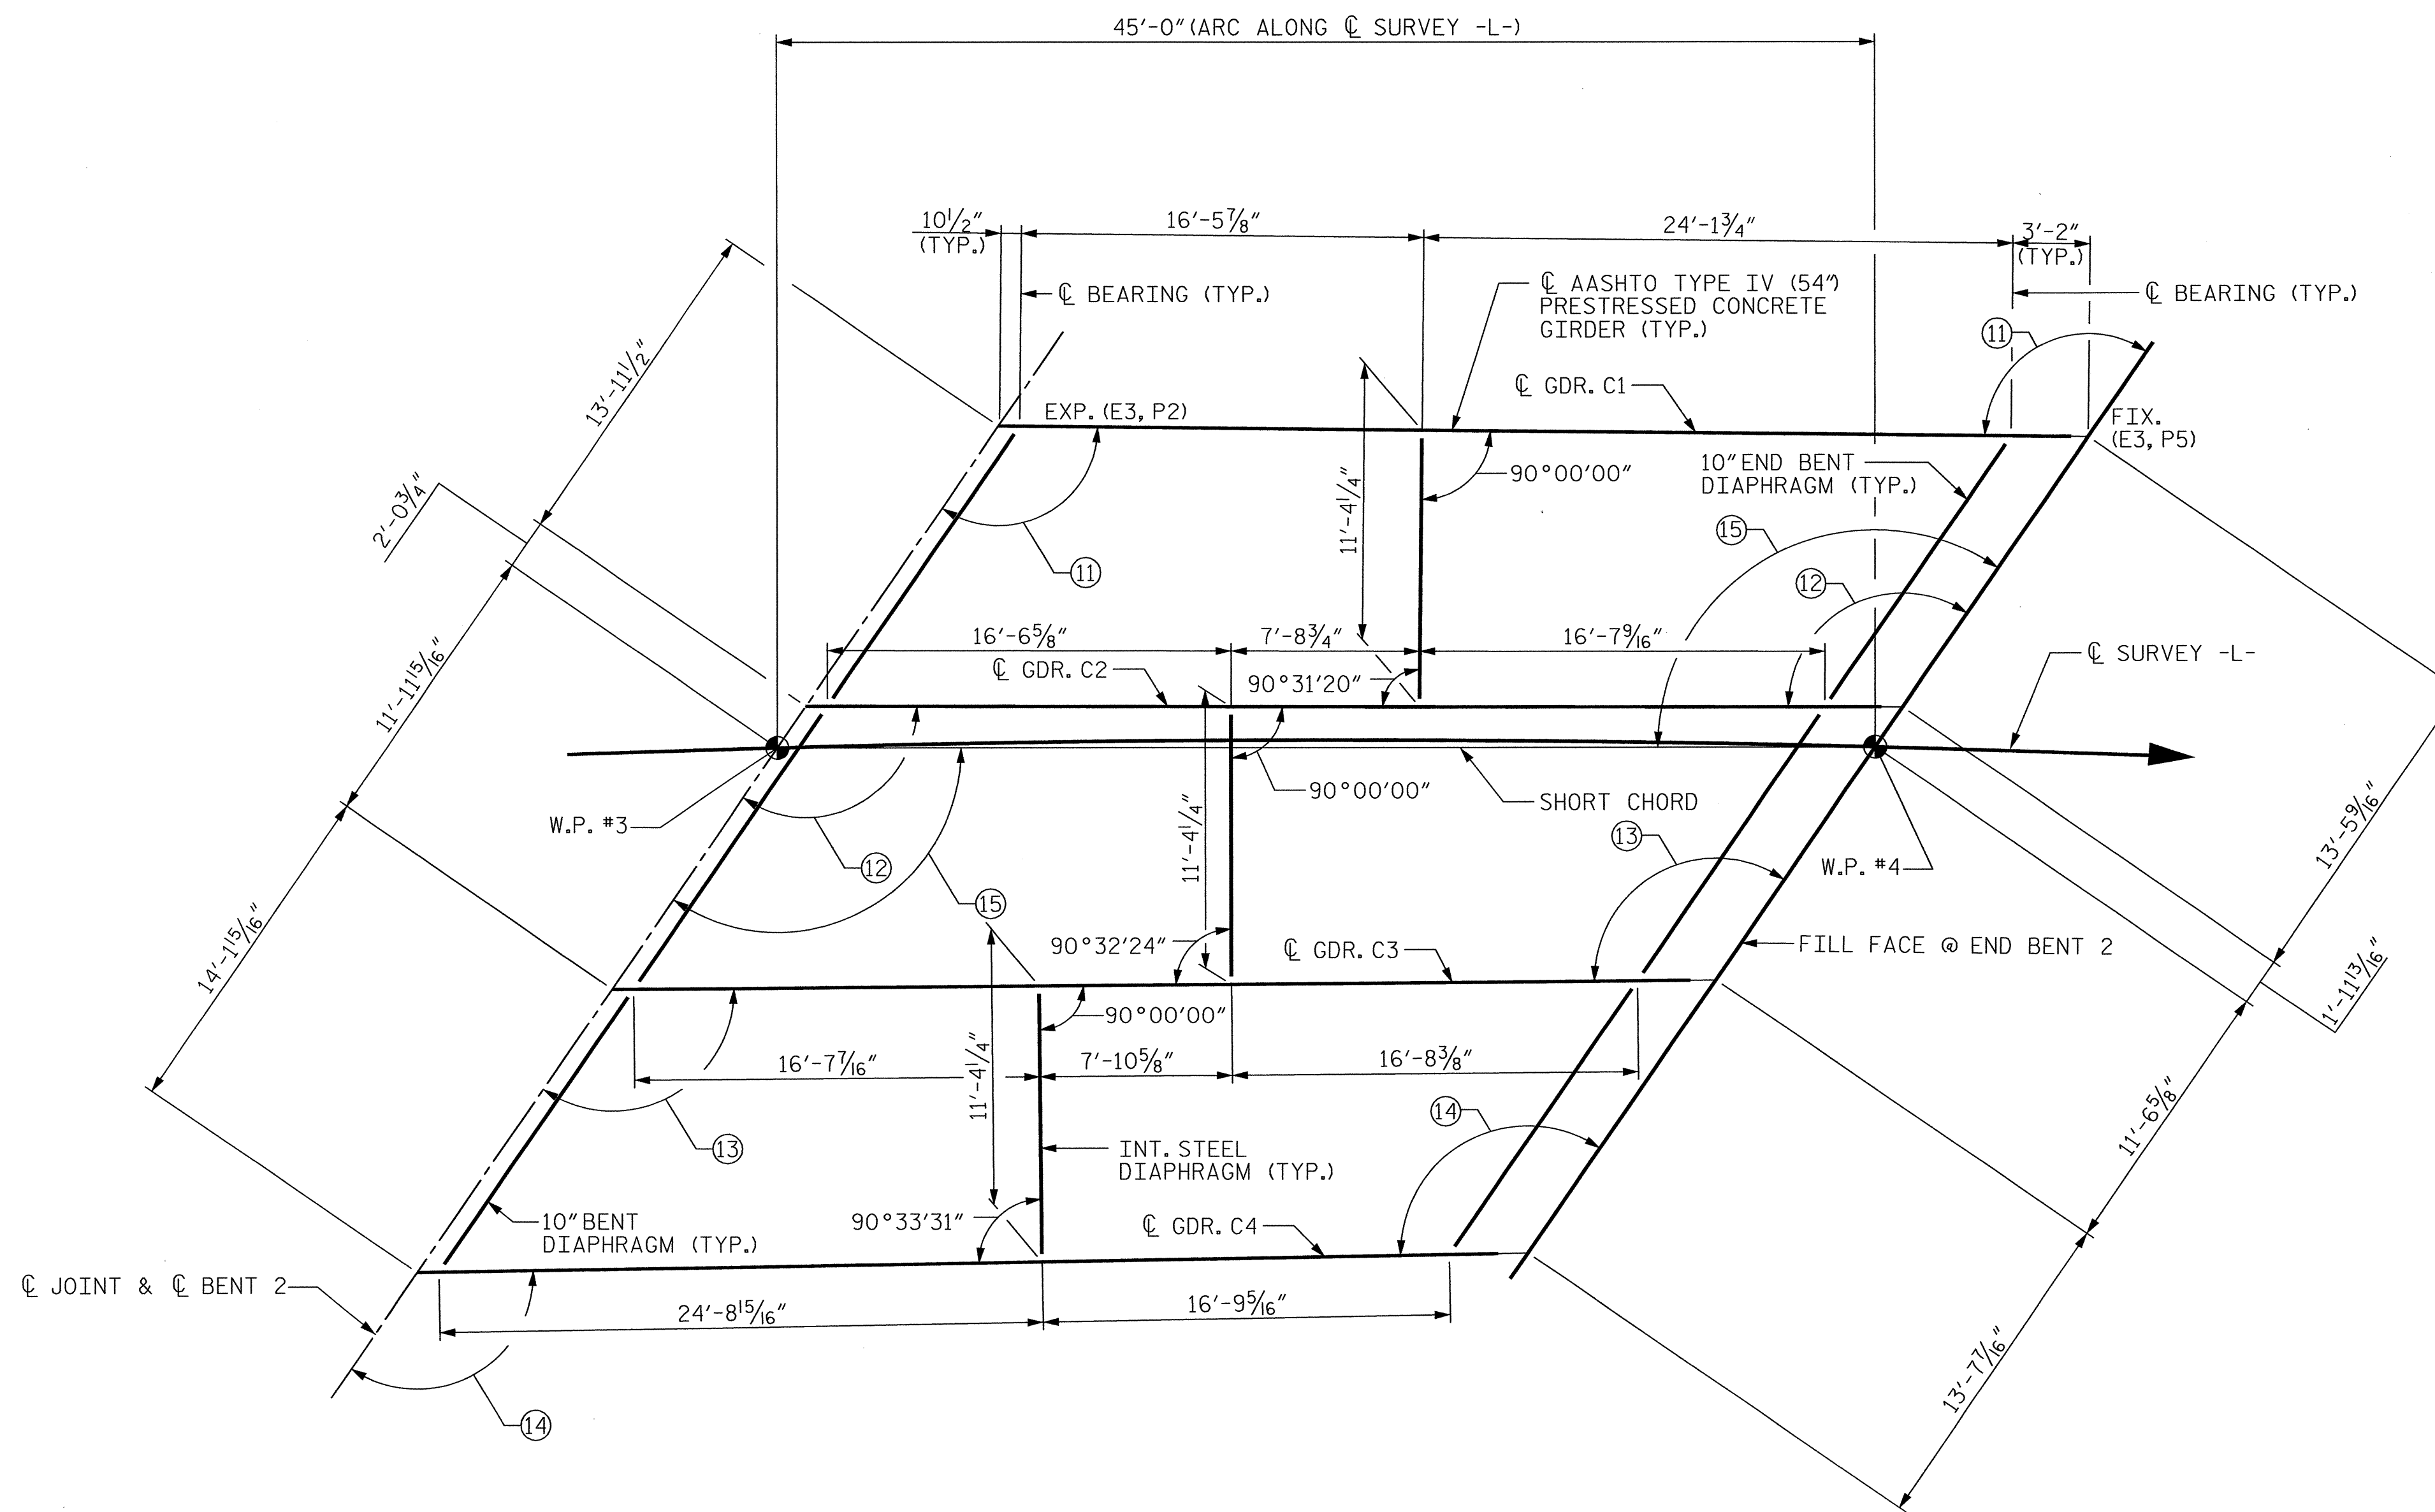 45'-0" (ARC ALONG ℄ SURVEY -L-)
10½"
(TYP.)
16'-5⅞"
24'-1¾"
3'-2"
(TYP.)
℄ BEARING (TYP.)
℄ AASHTO TYPE IV (54")
PRESTRESSED CONCRETE
GIRDER (TYP.)
℄ BEARING (TYP.)
11
13'-11½"
℄ GDR. C1
EXP. (E3, P2)
FIX.
(E3, P5)
11'-4¼"
90°00'00"
10" END BENT
DIAPHRAGM (TYP.)
2'-0¾"
11
15
12
16'-6⅝"
7'-8¾"
16'-7⁹⁄₁₆"
℄ SURVEY -L-
℄ GDR. C2
90°31'20"
11'-11¹⁵⁄₁₆"
90°00'00"
SHORT CHORD
W.P. #3
11'-4¼"
13
13'-5⁹⁄₁₆"
12
W.P. #4
15
14'-1¹⁵⁄₁₆"
90°32'24"
℄ GDR. C3
FILL FACE @ END BENT 2
1'-11¹³⁄₁₆"
90°00'00"
11'-4¼"
16'-7⁷⁄₁₆"
7'-10⅝"
16'-8⅜"
14
11'-6⅝"
13
INT. STEEL
DIAPHRAGM (TYP.)
10" BENT
DIAPHRAGM (TYP.)
90°33'31"
℄ GDR. C4
℄ JOINT & ℄ BENT 2
24'-8¹⁵⁄₁₆"
16'-9⁵⁄₁₆"
13'-7⁷⁄₁₆"
14